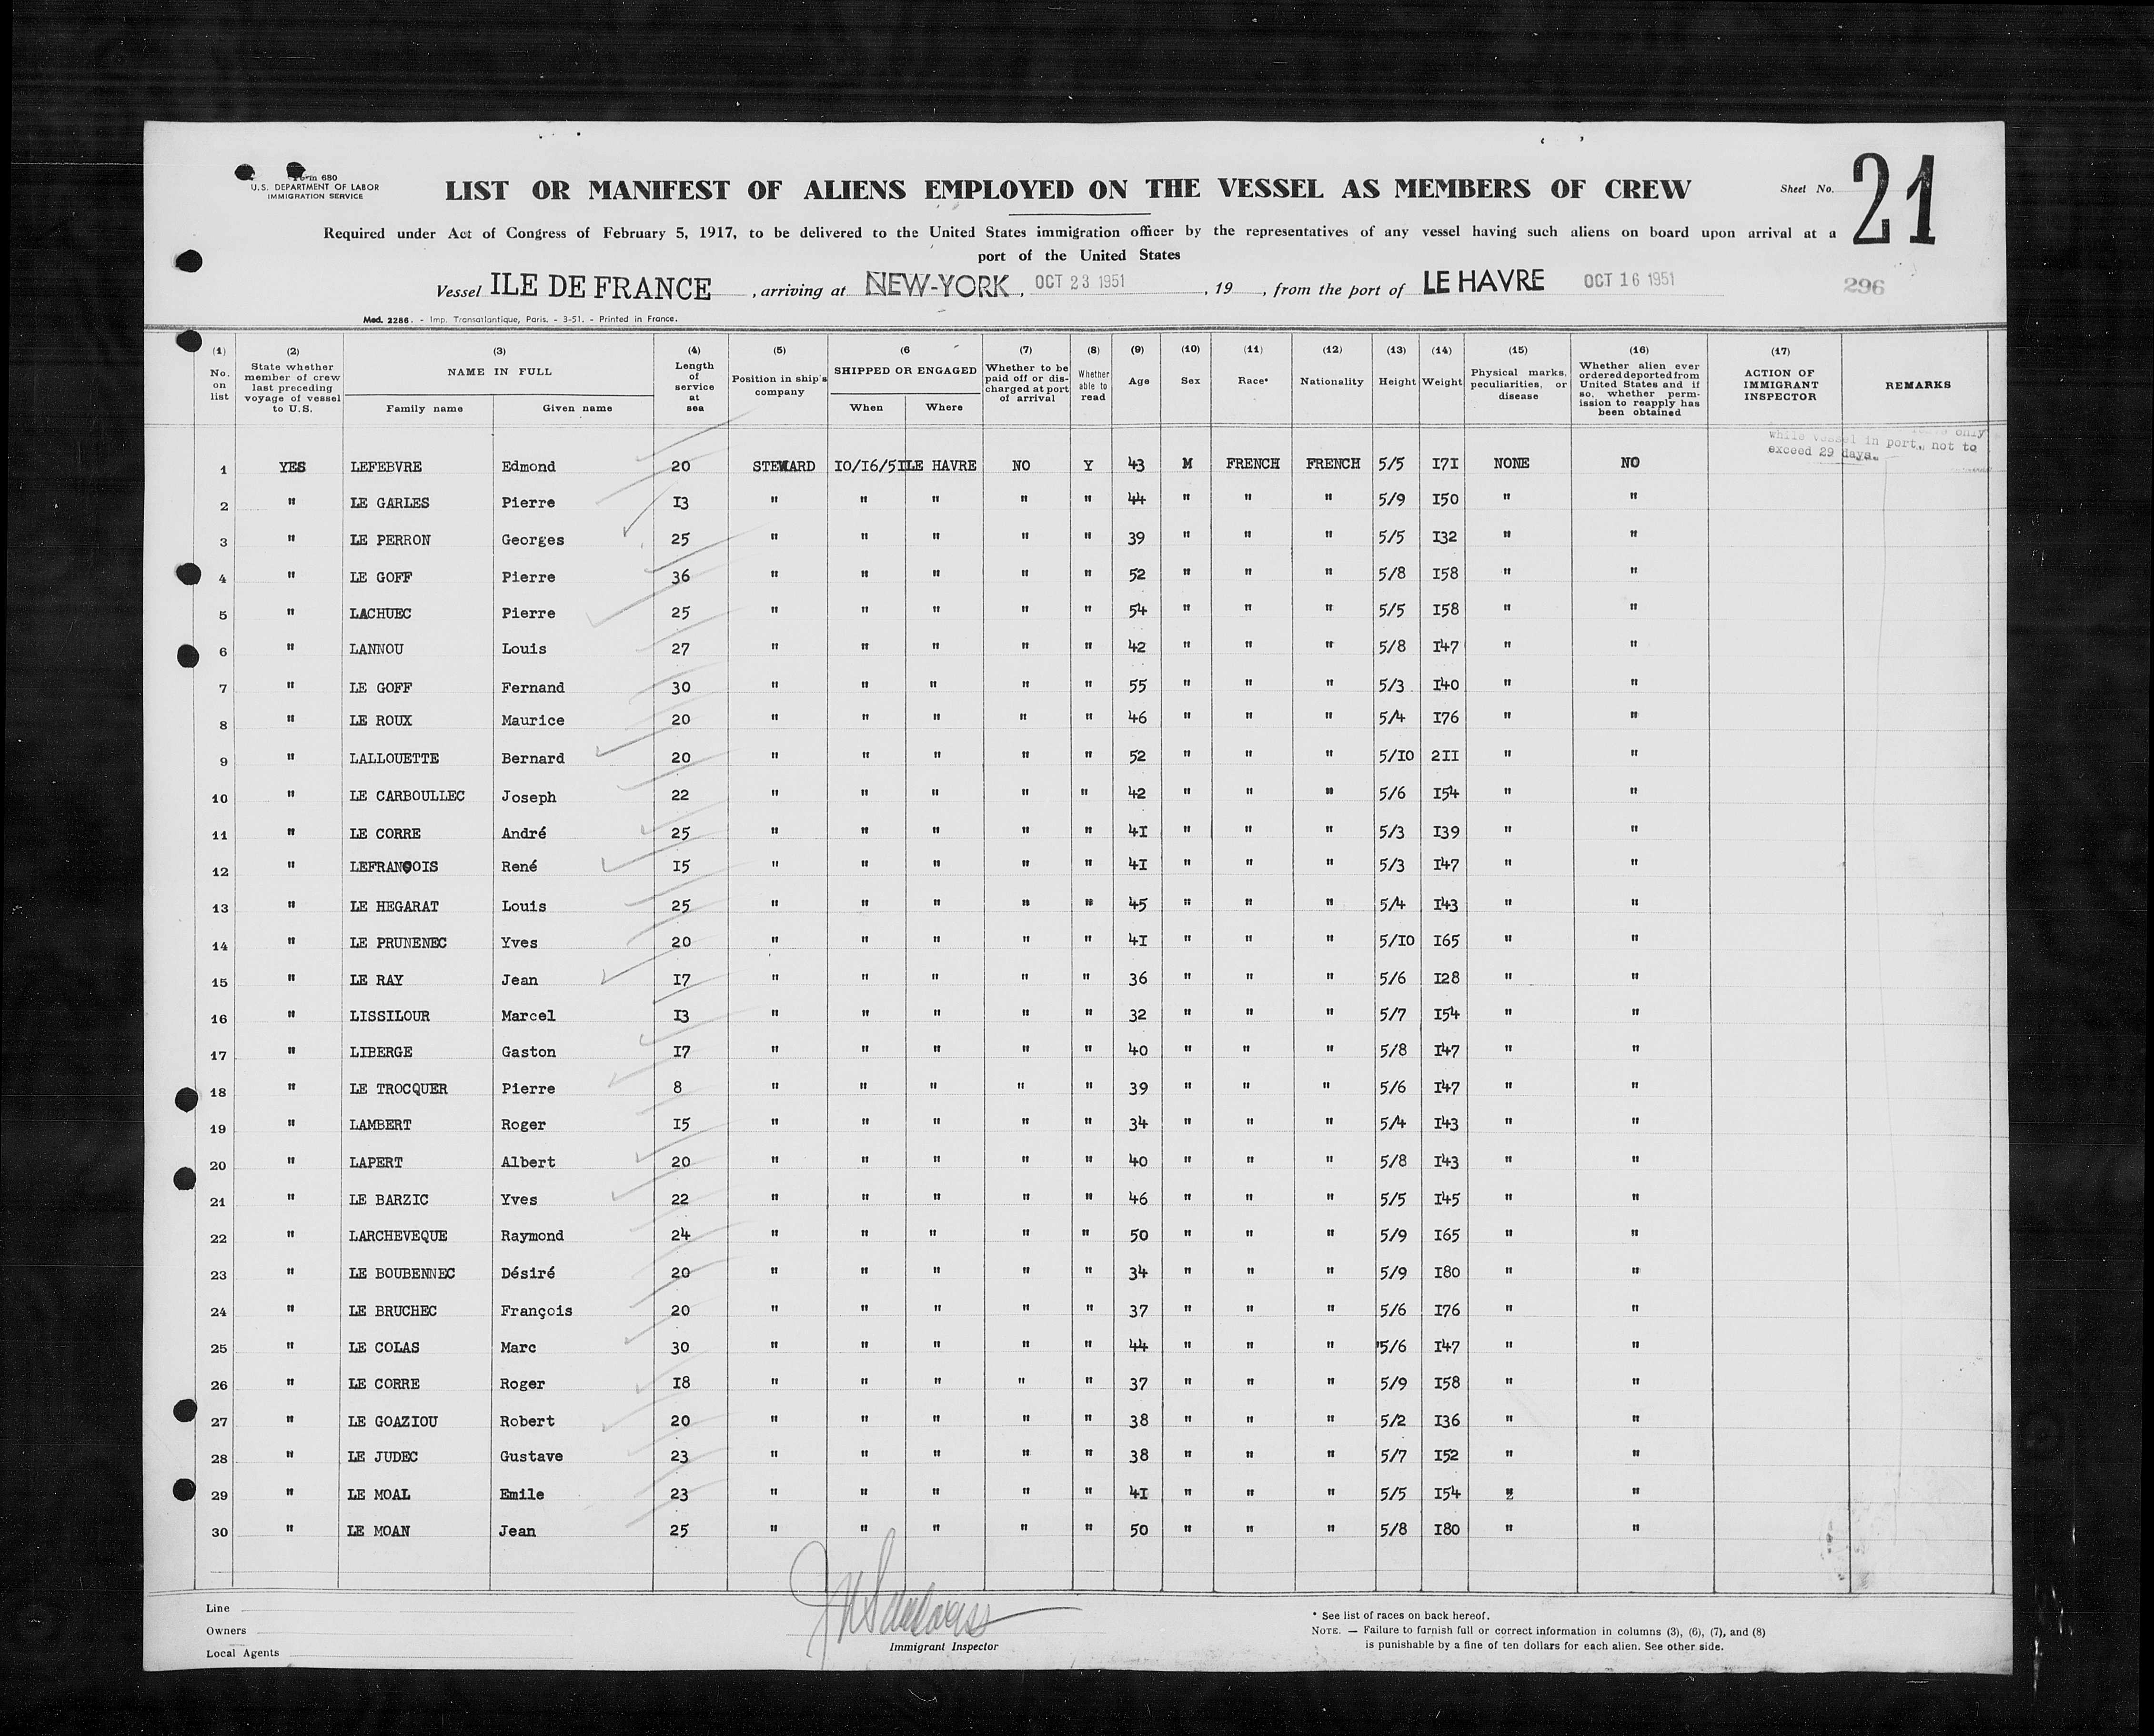 Form 680
U.S. DEPARTMENT OF LABOR
IMMIGRATION SERVICE
LIST OR MANIFEST OF ALIENS EMPLOYED ON THE VESSEL AS MEMBERS OF CREW
Sheet No. 21
Required under Act of Congress of February 5, 1917, to be delivered to the United States immigration officer by the representatives of any vessel having such aliens on board upon arrival at a
port of the United States
Vessel ILE DE FRANCE, arriving at NEW-YORK, OCT 23 1951, 19 , from the port of LE HAVRE OCT 16 1951
296
Mod. 2286. - Imp. Transatlantique, Paris. - 3-51. - Printed in France.
(1) No. on list (2) State whether member of crew last preceding voyage of vessel to U.S. (3) NAME IN FULL Family name Given name (4) Length of service at sea (5) Position in ship's company (6 SHIPPED OR ENGAGED When Where (7) Whether to be paid off or discharged at port of arrival (8) Whether able to read (9) Age (10) Sex (11) Race* (12) Nationality (13) Height (14) Weight (15) Physical marks, peculiarities, or disease (16) Whether alien ever ordered deported from United States and if so, whether permission to reapply has been obtained (17) ACTION OF IMMIGRANT INSPECTOR REMARKS
only
while vessel in port, not to
exceed 29 days.
1 YES LEFEBVRE Edmond 20 STEWARD 10/16/51 LE HAVRE NO Y 43 M FRENCH FRENCH 5/5 171 NONE NO
2 " LE GARLES Pierre 13 " " " " " 44 " " " 5/9 150 " "
3 " LE PERRON Georges 25 " " " " " 39 " " " 5/5 132 " "
4 " LE GOFF Pierre 36 " " " " " 52 " " " 5/8 158 " "
5 " LACHUEC Pierre 25 " " " " " 54 " " " 5/5 158 " "
6 " LANNOU Louis 27 " " " " " 42 " " " 5/8 147 " "
7 " LE GOFF Fernand 30 " " " " " 55 " " " 5/3 140 " "
8 " LE ROUX Maurice 20 " " " " " 46 " " " 5/4 176 " "
9 " LALLOUETTE Bernard 20 " " " " " 52 " " " 5/10 211 " "
10 " LE CARBOULLEC Joseph 22 " " " " " 42 " " " 5/6 154 " "
11 " LE CORRE André 25 " " " " " 41 " " " 5/3 139 " "
12 " LEFRANÇOIS René 15 " " " " " 41 " " " 5/3 147 " "
13 " LE HEGARAT Louis 25 " " " " " 45 " " " 5/4 143 " "
14 " LE PRUNENEC Yves 20 " " " " " 41 " " " 5/10 165 " "
15 " LE RAY Jean 17 " " " " " 36 " " " 5/6 128 " "
16 " LISSILOUR Marcel 13 " " " " " 32 " " " 5/7 154 " "
17 " LIBERGE Gaston 17 " " " " " 40 " " " 5/8 147 " "
18 " LE TROCQUER Pierre 8 " " " " " 39 " " " 5/6 147 " "
19 " LAMBERT Roger 15 " " " " " 34 " " " 5/4 143 " "
20 " LAPERT Albert 20 " " " " " 40 " " " 5/8 143 " "
21 " LE BARZIC Yves 22 " " " " " 46 " " " 5/5 145 " "
22 " LARCHEVEQUE Raymond 24 " " " " " 50 " " " 5/9 165 " "
23 " LE BOUBENNEC Désiré 20 " " " " " 34 " " " 5/9 180 " "
24 " LE BRUCHEC François 20 " " " " " 37 " " " 5/6 176 " "
25 " LE COLAS Marc 30 " " " " " 44 " " " 5/6 147 " "
26 " LE CORRE Roger 18 " " " " " 37 " " " 5/9 158 " "
27 " LE GOAZIOU Robert 20 " " " " " 38 " " " 5/2 136 " "
28 " LE JUDEC Gustave 23 " " " " " 38 " " " 5/7 152 " "
29 " LE MOAL Emile 23 " " " " " 41 " " " 5/5 154 " "
30 " LE MOAN Jean 25 " " " " " 50 " " " 5/8 180 " "
Line
Owners
Local Agents
Immigrant Inspector
* See list of races on back hereof.
NOTE. — Failure to furnish full or correct information in columns (3), (6), (7), and (8)
is punishable by a fine of ten dollars for each alien. See other side.